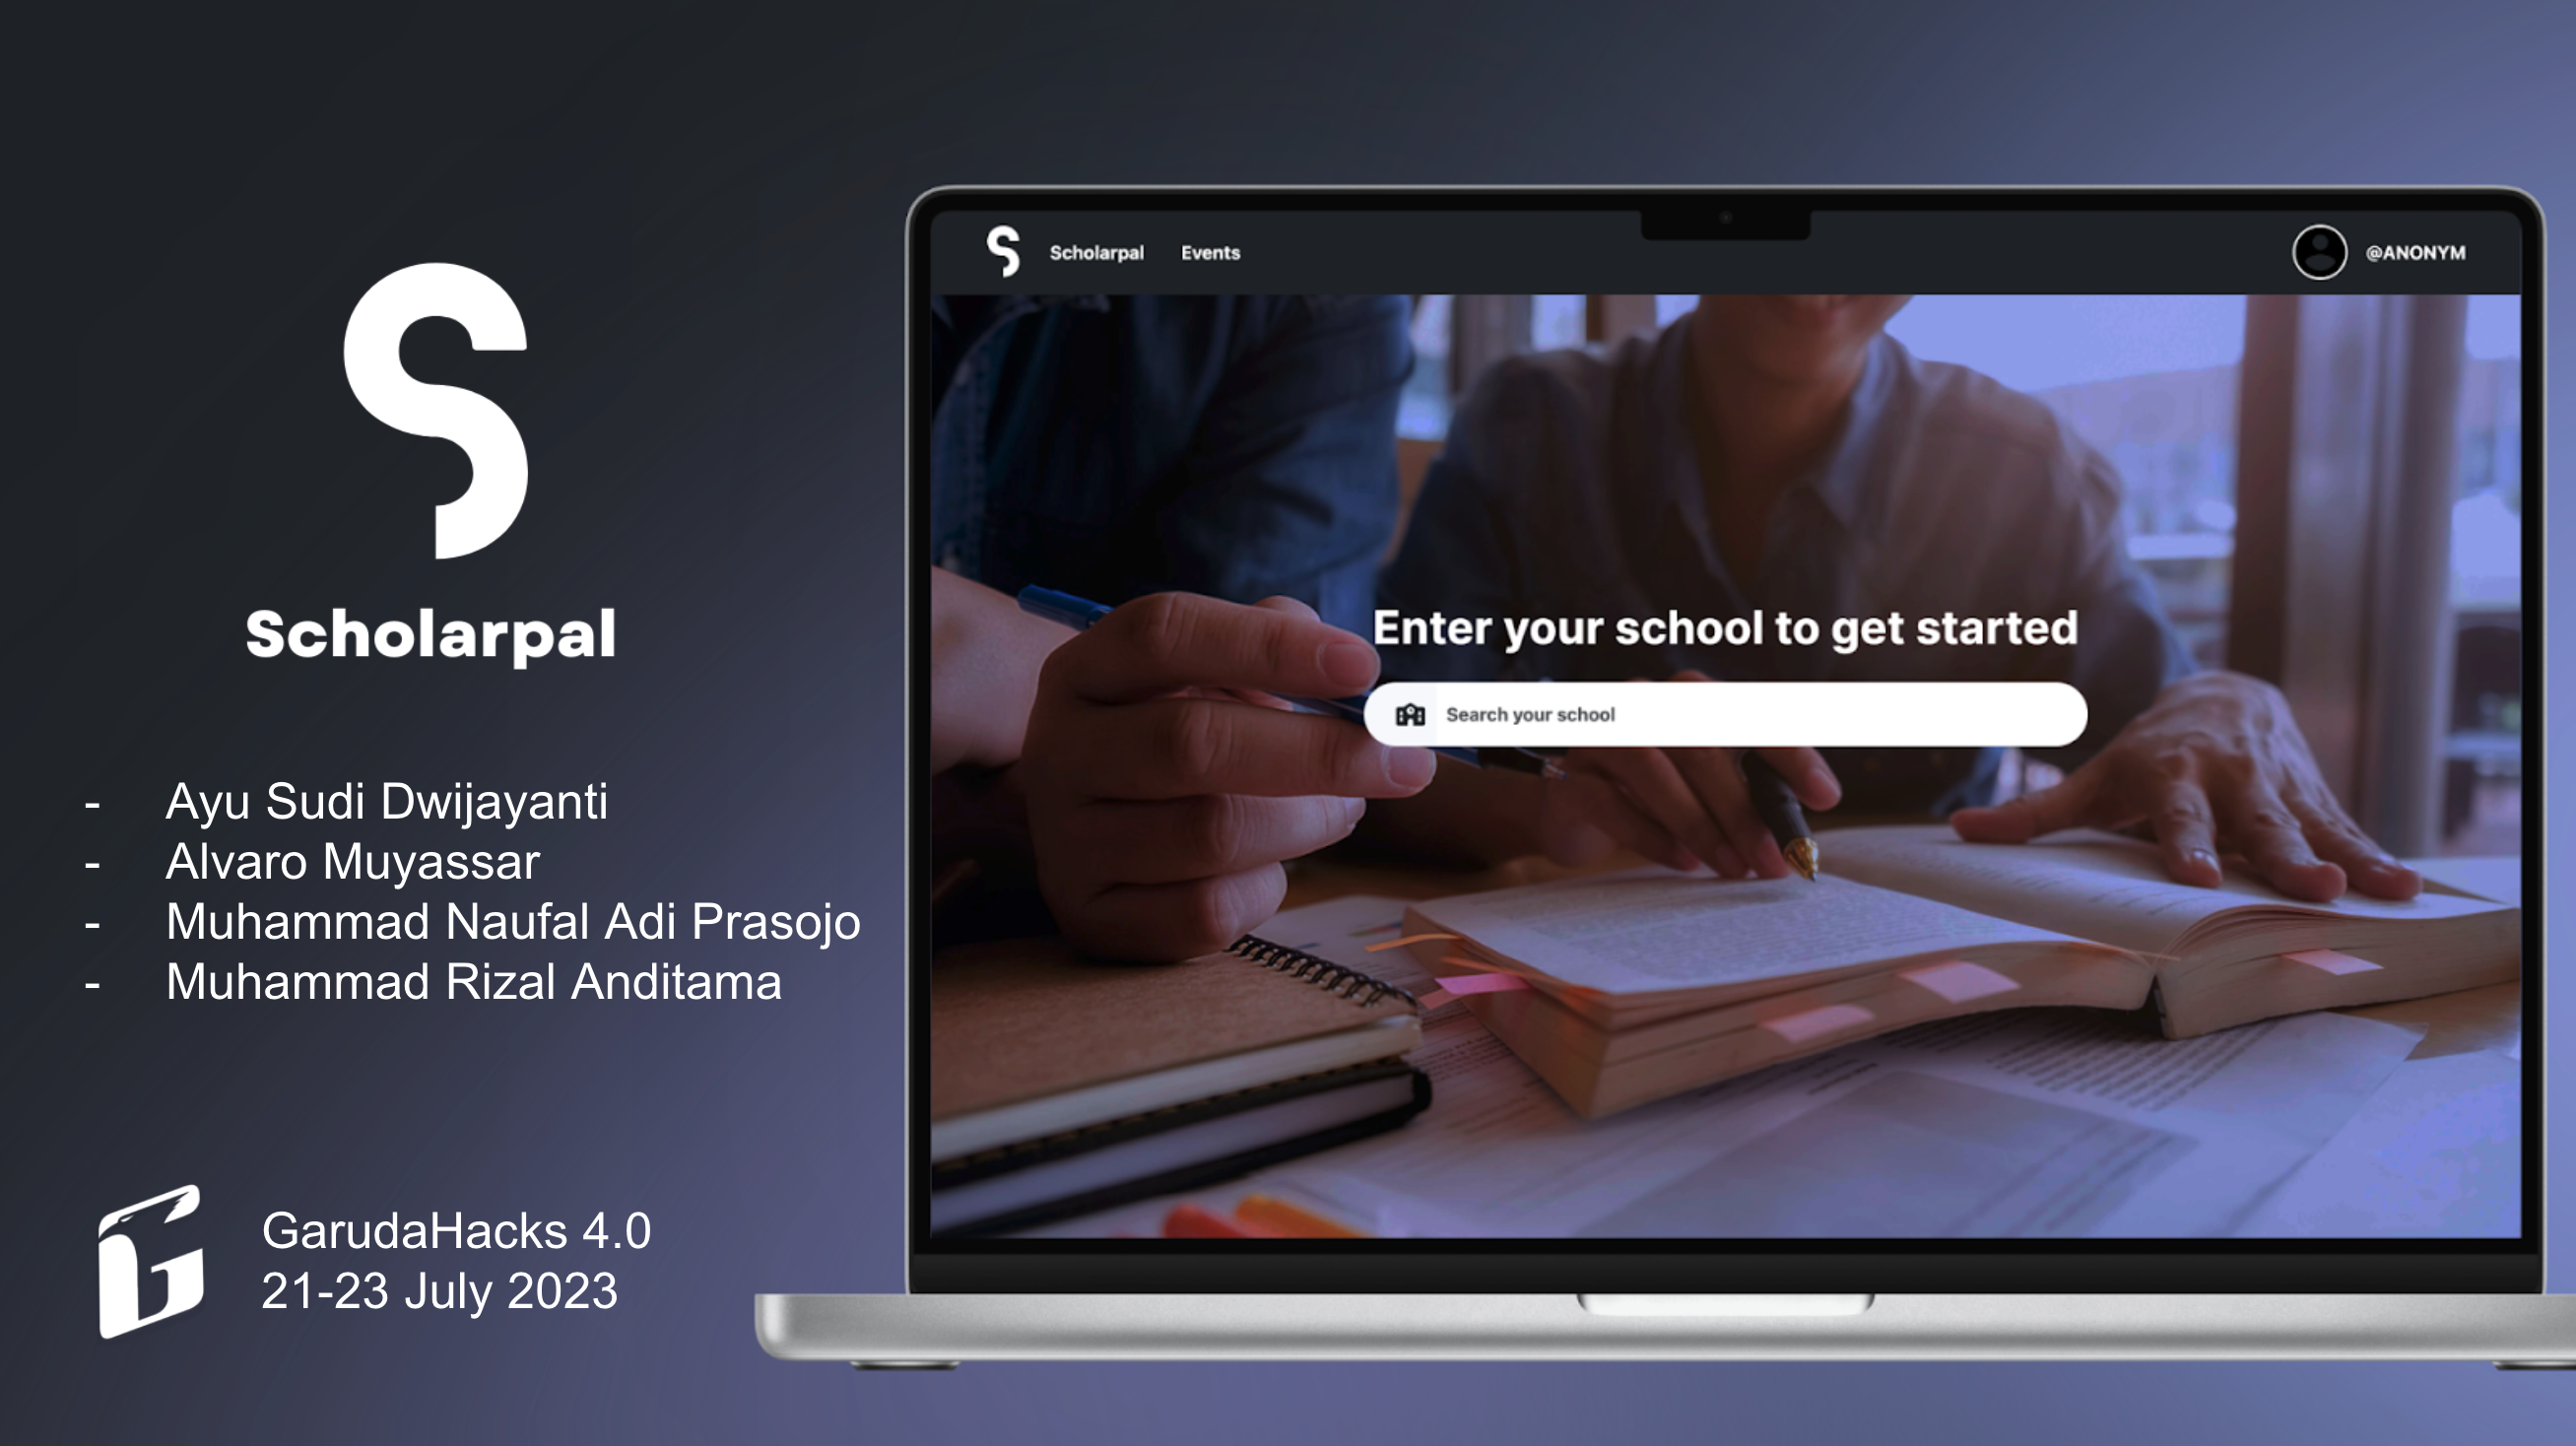 Scholarpal
- Ayu Sudi Dwijayanti
- Alvaro Muyassar
- Muhammad Naufal Adi Prasojo
- Muhammad Rizal Anditama
GarudaHacks 4.0
21-23 July 2023
Scholarpal Events @ANONYM
Enter your school to get started
Search your school